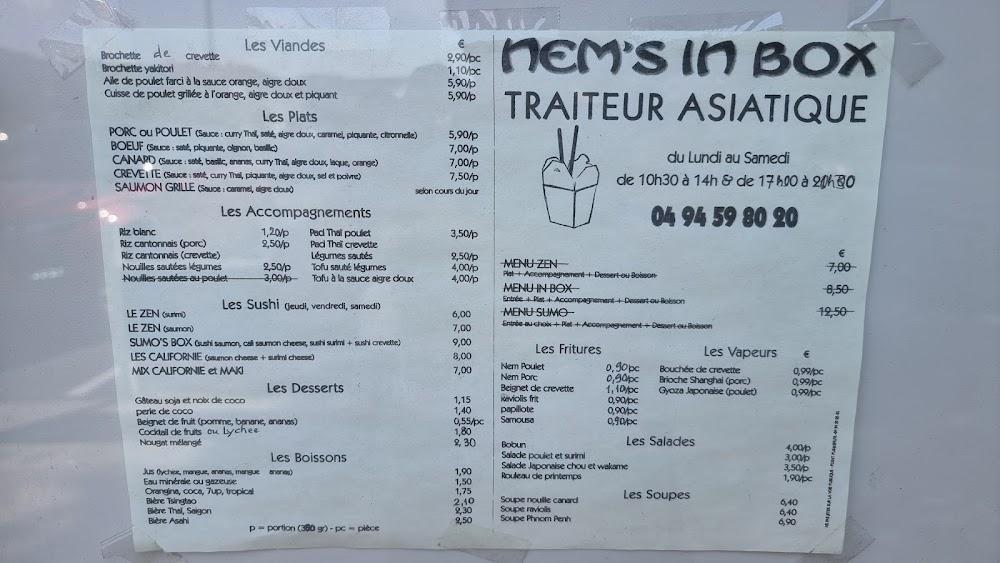 Les Viandes €
Brochette de crevette 2,90/pc
Brochette yakitori 1,10/pc
Aile de poulet farci à la sauce orange, aigre doux 5,90/p
Cuisse de poulet grillée à l'orange, aigre doux et piquant 5,90/p
Les Plats
PORC ou POULET (Sauce : curry Thaï, saté, aigre doux, caramel, piquante, citronnelle) 5,90/p
BOEUF (Sauce : saté, piquante, oignon, basilic) 7,00/p
CANARD (Sauce : saté, basilic, ananas, curry Thaï, aigre doux, laque, orange) 7,00/p
CREVETTE (Sauce : saté, curry Thaï, piquante, aigre doux, sel et poivre) 7,50/p
SAUMON GRILLE (Sauce : caramel, aigre doux) selon cours du jour
Les Accompagnements
Riz blanc 1,20/p Pad Thaï poulet 3,50/p
Riz cantonnais (porc) 2,50/p Pad Thaï crevette
Riz cantonnais (crevette) Légumes sautés 2,50/p
Nouilles sautées légumes 2,50/p Tofu sauté légumes 4,00/p
Nouilles sautées au poulet 3,00/p Tofu à la sauce aigre doux 4,00/p
Les Sushi (jeudi, vendredi, samedi)
LE ZEN (surimi) 6,00
LE ZEN (saumon) 7,00
SUMO'S BOX (sushi saumon, cali saumon cheese, sushi surimi + sushi crevette) 9,00
LES CALIFORNIE (saumon cheese + surimi cheese) 8,00
MIX CALIFORNIE et MAKI 7,00
Les Desserts
Gâteau soja et noix de coco 1,15
perle de coco 1,40
Beignet de fruit (pomme, banane, ananas) 0,55/pc
Cocktail de fruits ou Lychee 1,80
Nougat mélangé 2,30
Les Boissons
Jus (lychee, mangue, ananas, mangue ananas) 1,90
Eau minérale ou gazeuse 1,50
Orangina, coca, 7up, tropical 1,75
Bière Tsingtao 2,10
Bière Thaï, Saigon 2,30
Bière Asahi 2,50
p = portion (300 gr) - pc = pièce
NEM'S IN BOX
TRAITEUR ASIATIQUE
du Lundi au Samedi
de 10h30 à 14h & de 17h00 à 20h30
04 94 59 80 20
€
MENU ZEN 7,00
Plat + Accompagnement + Dessert ou Boisson
MENU IN BOX 8,50
Entrée + Plat + Accompagnement + Dessert ou Boisson
MENU SUMO 12,50
Entrée au choix + Plat + Accompagnement + Dessert ou Boisson
Les Fritures
Nem Poulet 0,90pc
Nem Porc 0,90/pc
Beignet de crevette 1,10/pc
Raviolis frit 0,90/pc
papillote 0,90/pc
Samousa 0,90/pc
Les Vapeurs €
Bouchée de crevette 0,99/pc
Brioche Shanghai (porc) 0,99/pc
Gyoza Japonaise (poulet) 0,99/pc
Les Salades
Bobun 4,00/p
Salade poulet et surimi 3,00/p
Salade Japonaise chou et wakame 3,50/p
Rouleau de printemps 1,90/pc
Les Soupes
Soupe nouille canard 6,40
Soupe raviolis 6,40
Soupe Phnom Penh 6,90